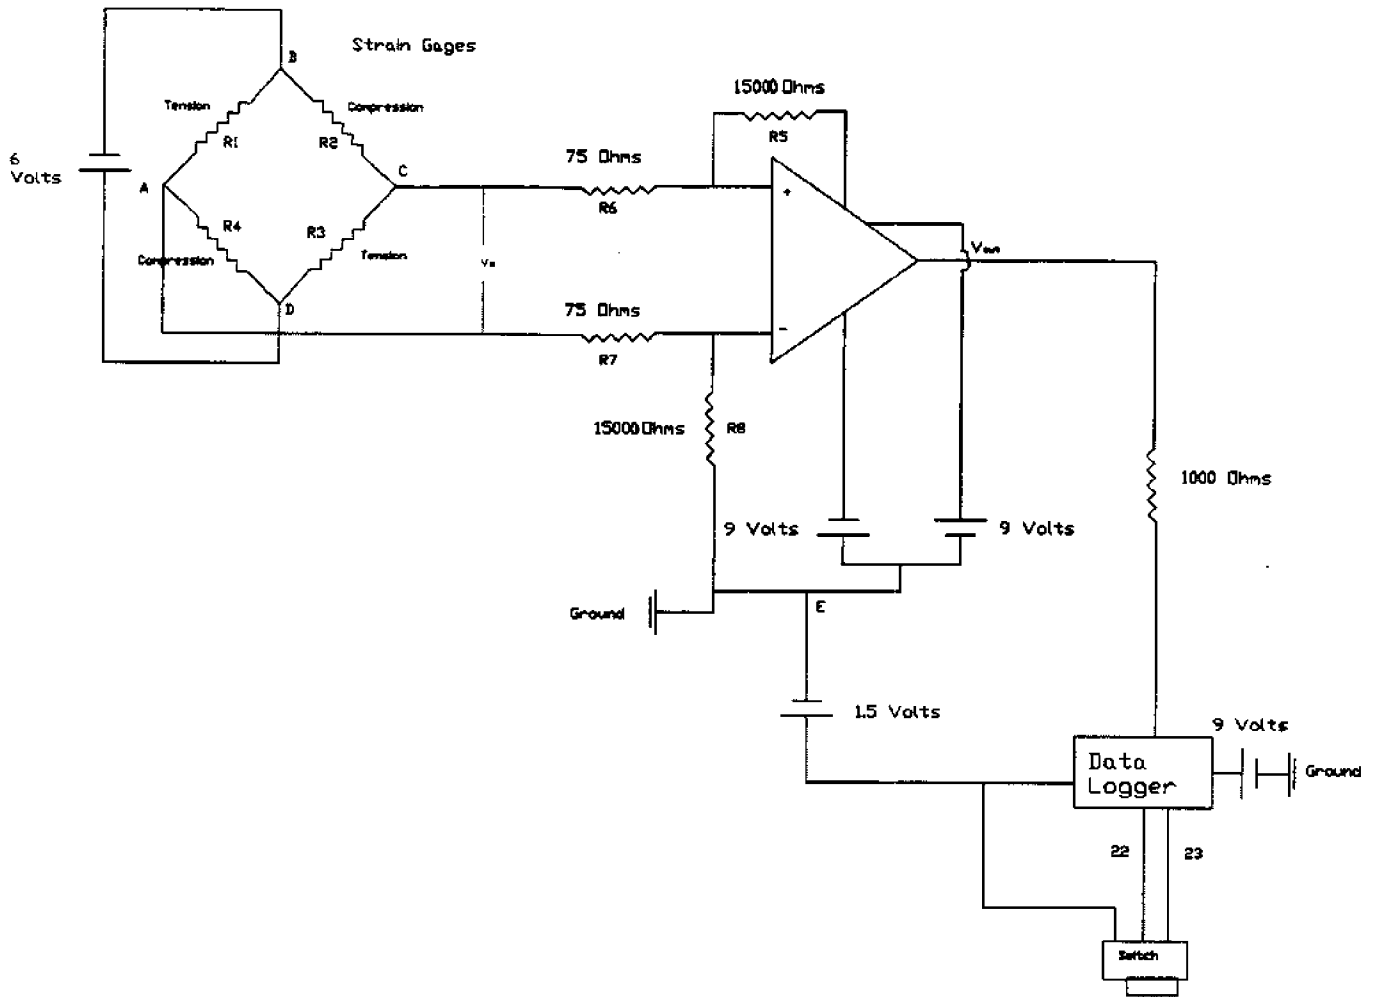 Strain Gages
B
Tension
Compression
R1
R2
6
Volts
A
C
R4
R3
Compression
Tension
D
15000 Ohms
R5
75 Ohms
R6
+
75 Ohms
-
R7
15000 Ohms
R8
9 Volts
9 Volts
Ground
E
1.5 Volts
1000 Ohms
9 Volts
Data
Logger
Ground
22
23
Switch